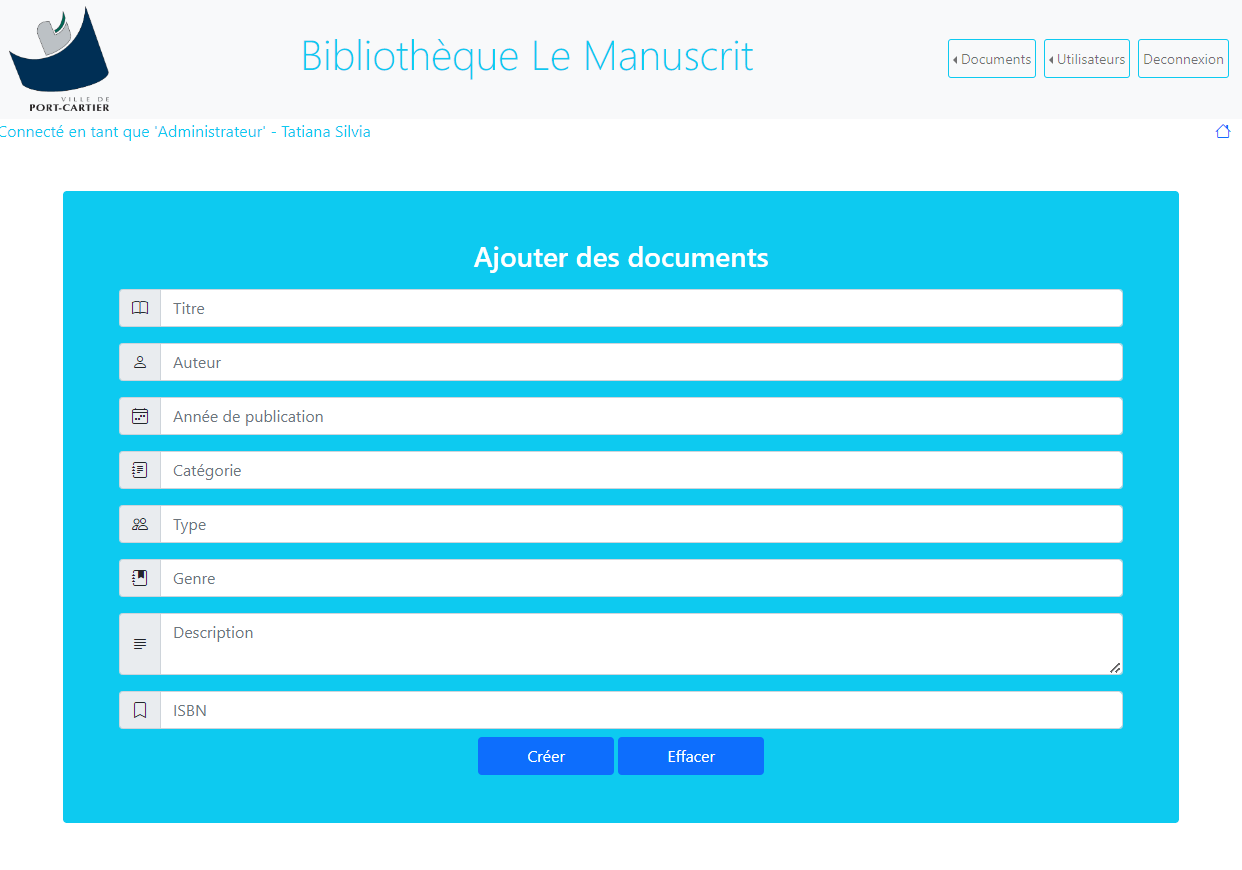 VILLE DE
PORT-CARTIER
Bibliothèque Le Manuscrit
Documents
Utilisateurs
Deconnexion
Connecté en tant que 'Administrateur' - Tatiana Silvia
Ajouter des documents
Titre
Auteur
Année de publication
Catégorie
Type
Genre
Description
ISBN
Créer
Effacer